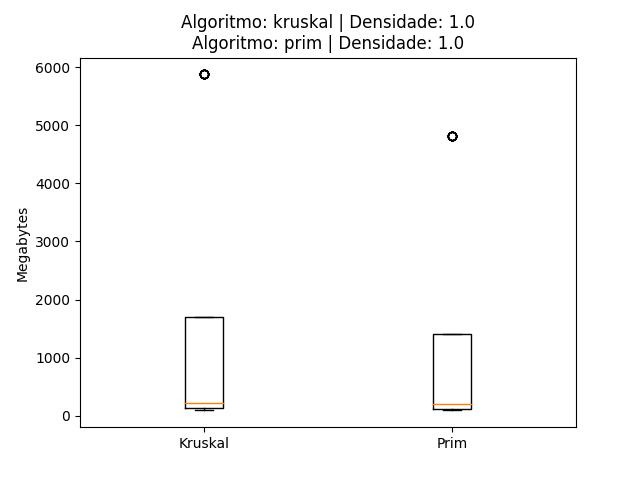 Algoritmo: kruskal | Densidade: 1.0
Algoritmo: prim | Densidade: 1.0
6000
5000
4000
3000
2000
1000
0
Megabytes
Kruskal
Prim